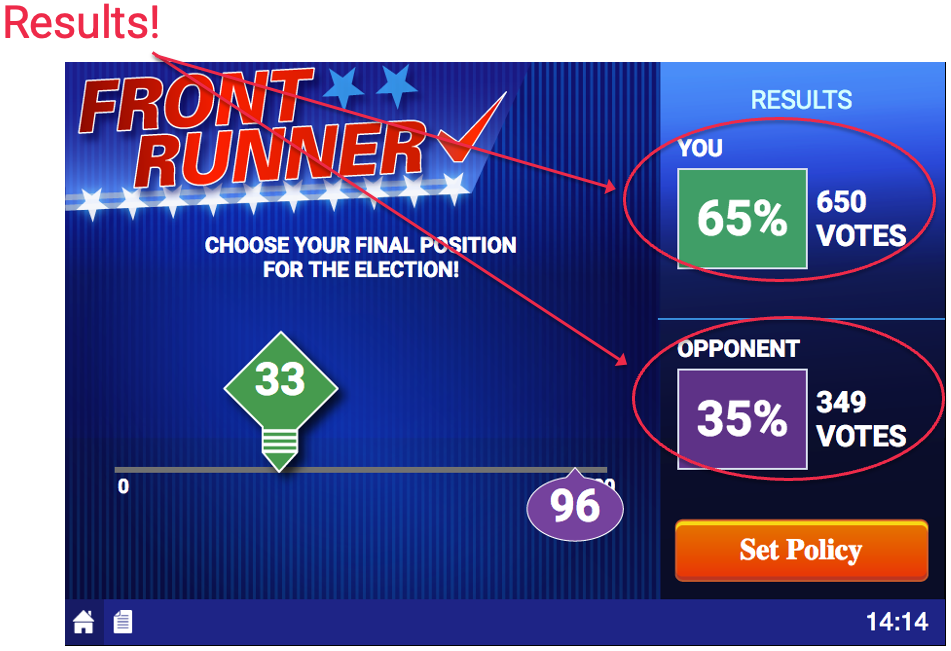 Results!
FRONT
RUNNER
CHOOSE YOUR FINAL POSITION
FOR THE ELECTION!
33
0
96
RESULTS
YOU
65%
650
VOTES
OPPONENT
35%
349
VOTES
Set Policy
14:14